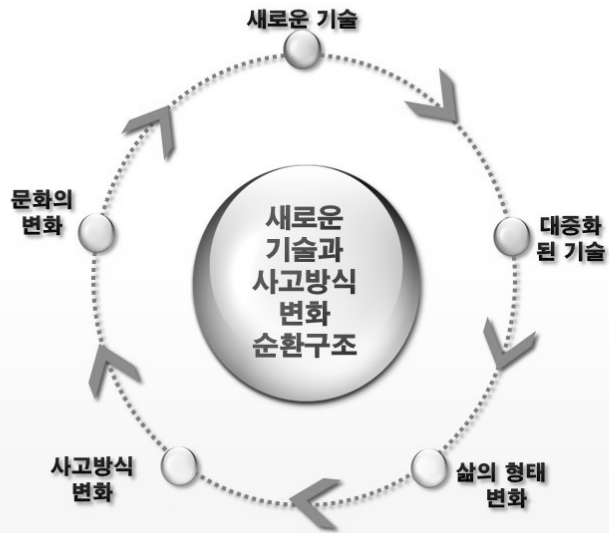 새로운 기술
대중화
된 기술
삶의 형태
변화
사고방식
변화
문화의
변화
새로운
기술과
사고방식
변화
순환구조